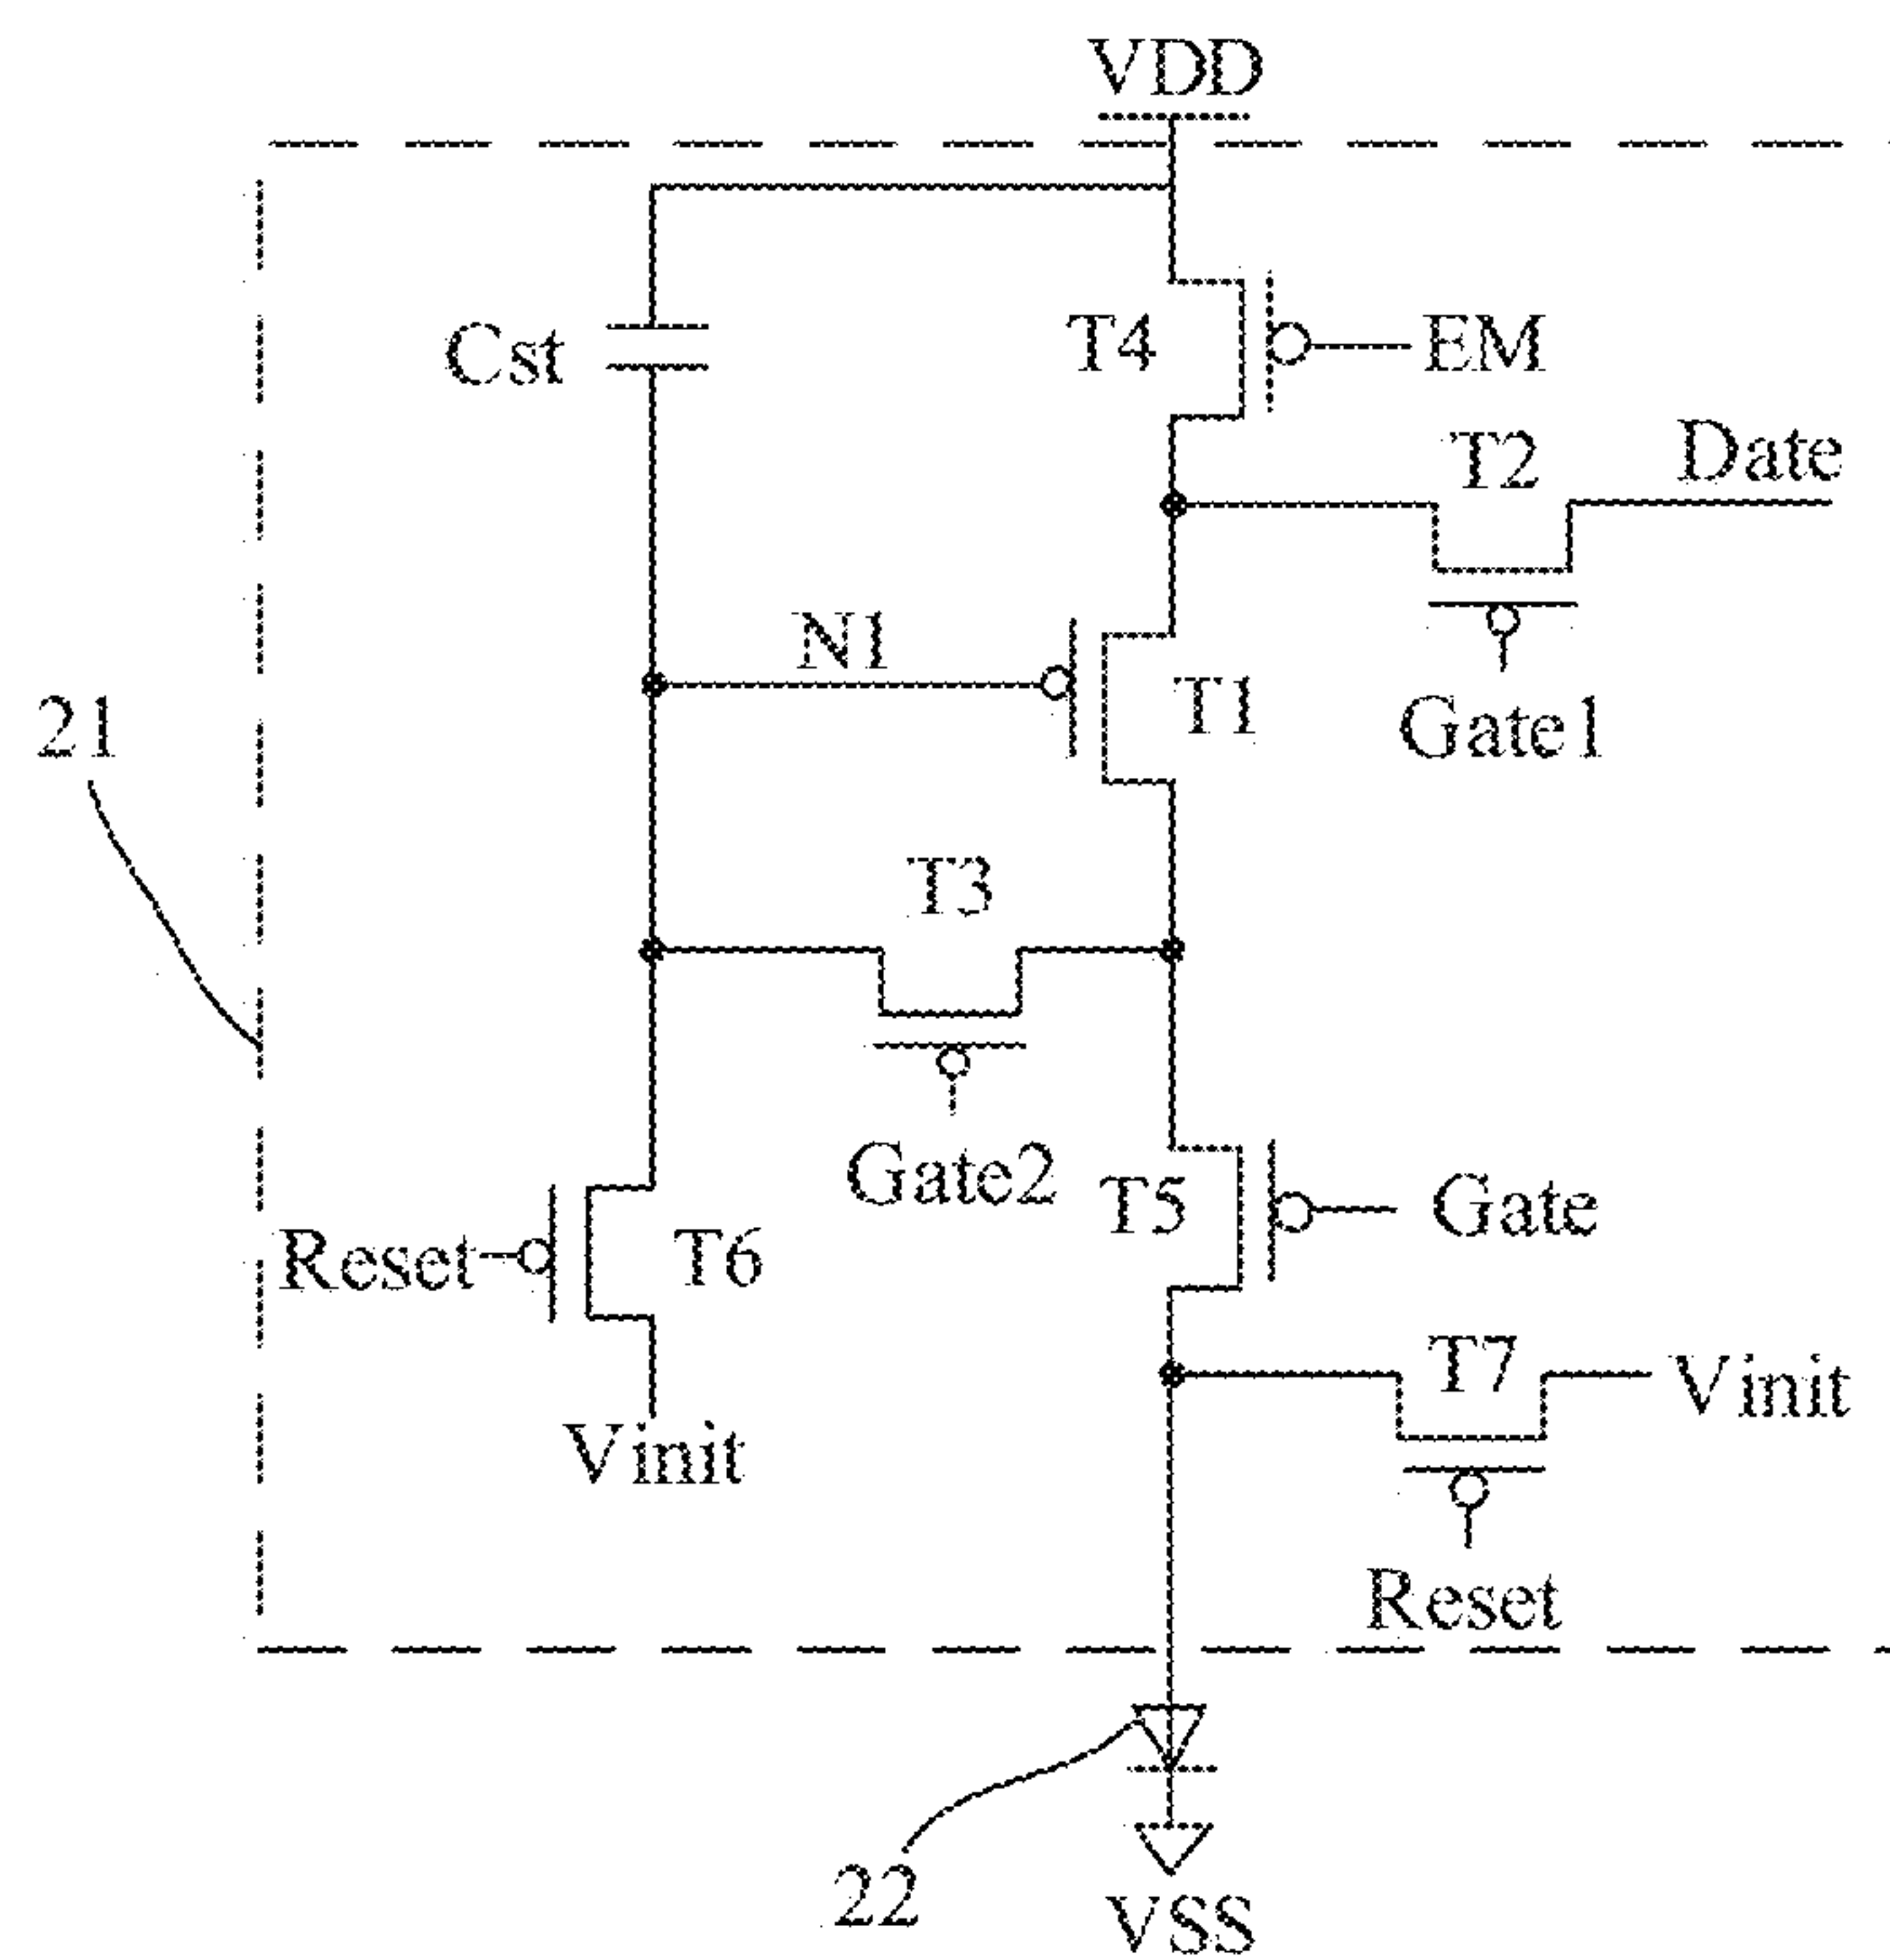 VDD
Cst
T4
EM
T2
Date
N1
T1
Gate1
21
T3
Gate2
T5
Gate
Reset
T6
T7
Vinit
Vinit
Reset
22
VSS